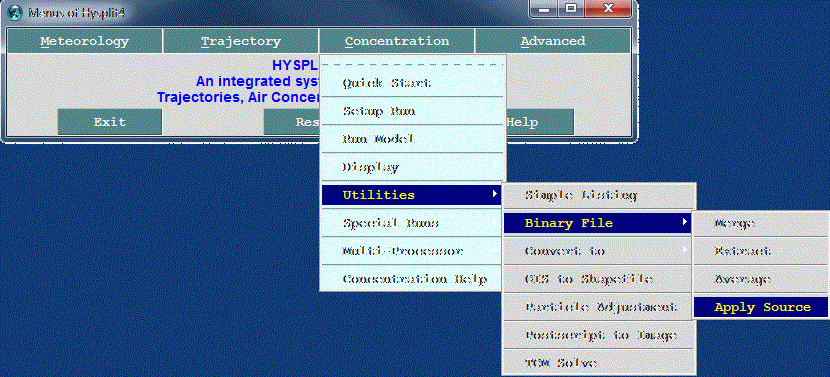 Menus of Hysplit4
Meteorology Trajectory Concentration Advanced
HYSPL
An integrated sys
Trajectories, Air Concer
Exit Res Help
Quick Start
Setup Run
Run Model
Display
Utilities
Special Runs
Multi-Processor
Concentration Help
Simple Listing
Binary File
Convert to
GIS to Shapefile
Particle Adjustment
Postscript to Image
TCM Solve
Merge
Extract
Average
Apply Source